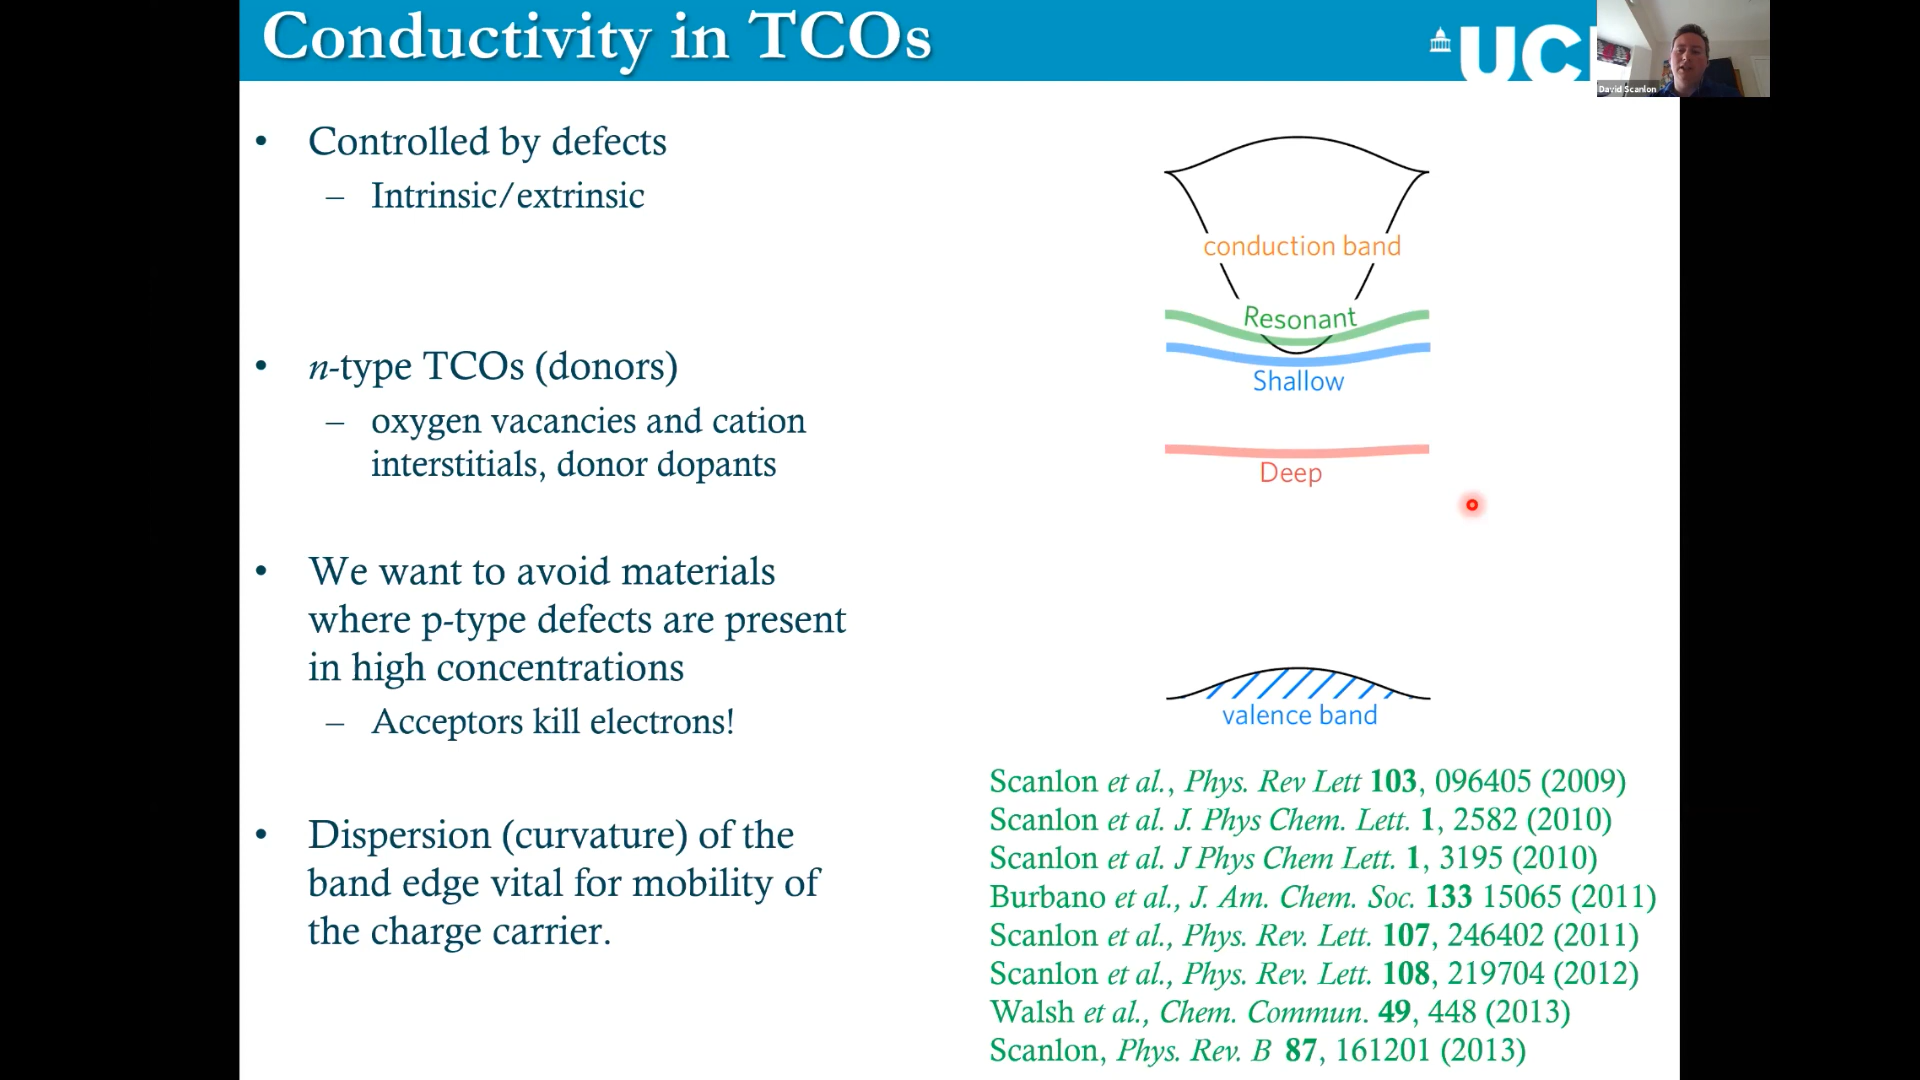 Conductivity in TCOs
UC
David Scanlon
• Controlled by defects
– Intrinsic/extrinsic
• n-type TCOs (donors)
– oxygen vacancies and cation
interstitials, donor dopants
• We want to avoid materials
where p-type defects are present
in high concentrations
– Acceptors kill electrons!
• Dispersion (curvature) of the
band edge vital for mobility of
the charge carrier.
conduction band
Resonant
Shallow
Deep
valence band
Scanlon et al., Phys. Rev Lett 103, 096405 (2009)
Scanlon et al. J. Phys Chem. Lett. 1, 2582 (2010)
Scanlon et al. J Phys Chem Lett. 1, 3195 (2010)
Burbano et al., J. Am. Chem. Soc. 133 15065 (2011)
Scanlon et al., Phys. Rev. Lett. 107, 246402 (2011)
Scanlon et al., Phys. Rev. Lett. 108, 219704 (2012)
Walsh et al., Chem. Commun. 49, 448 (2013)
Scanlon, Phys. Rev. B 87, 161201 (2013)